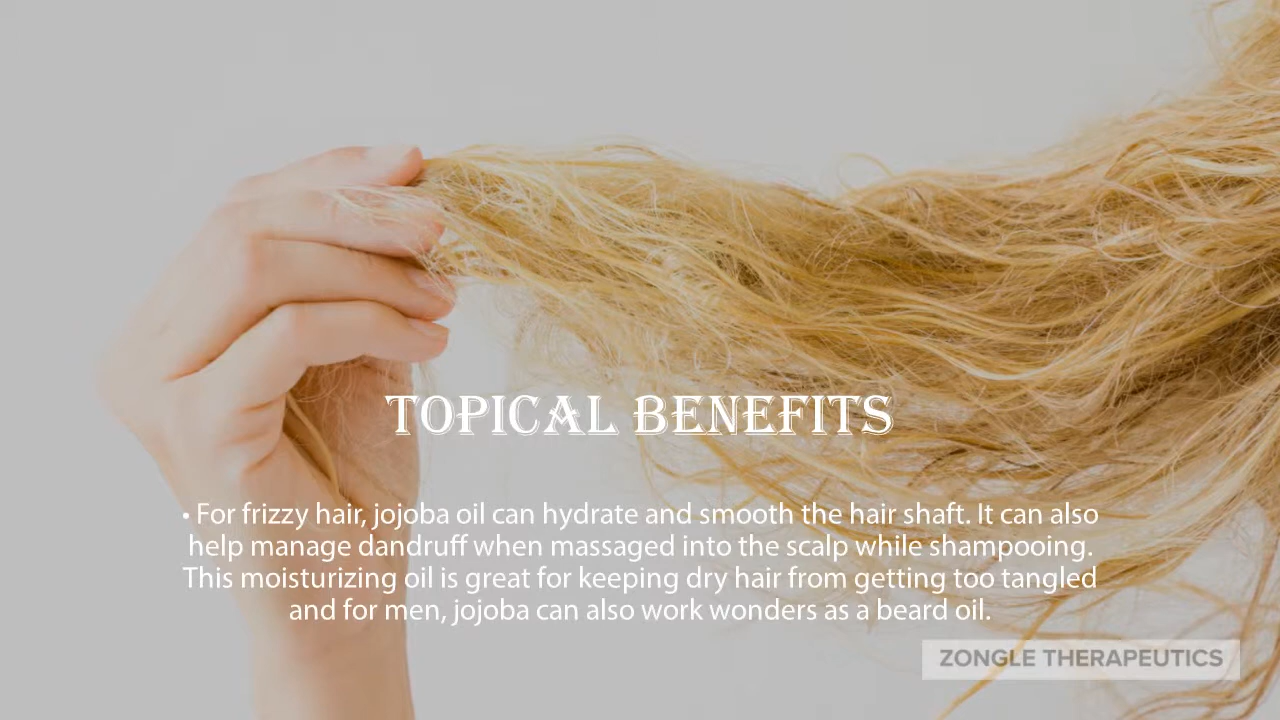 TOPICAL BENEFITS
• For frizzy hair, jojoba oil can hydrate and smooth the hair shaft. It can also
help manage dandruff when massaged into the scalp while shampooing.
This moisturizing oil is great for keeping dry hair from getting too tangled
and for men, jojoba can also work wonders as a beard oil.
ZONGLE THERAPEUTICS